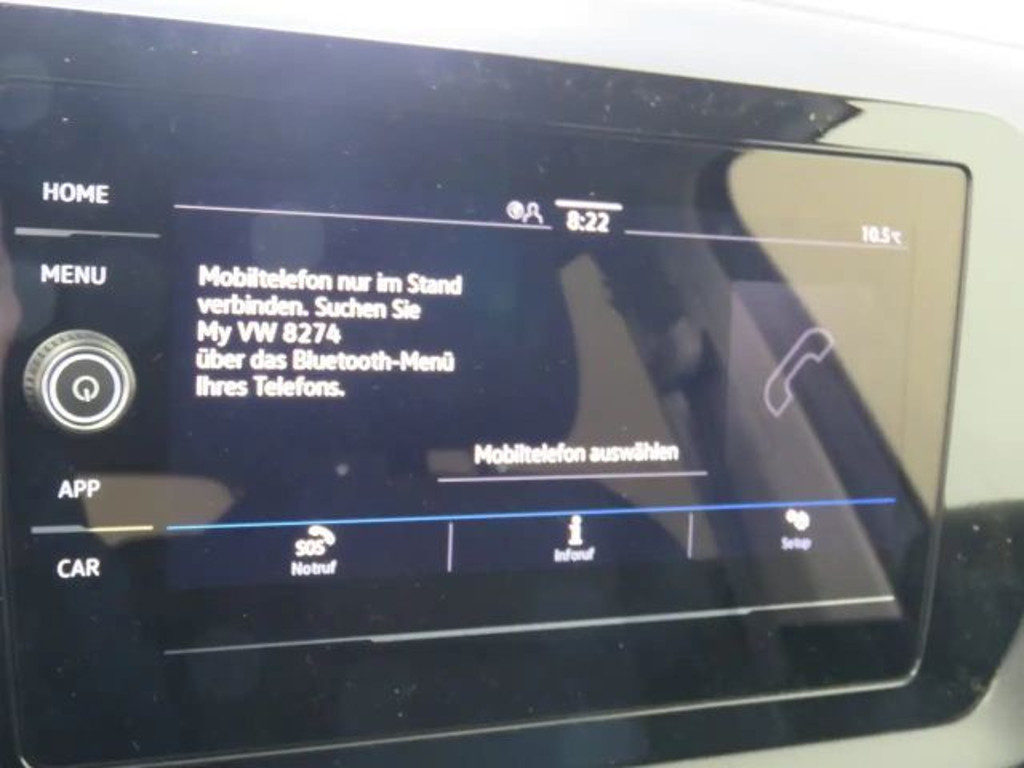 HOME
MENU
APP
CAR
8:22
10.5°C
Mobiltelefon nur im Stand
verbinden. Suchen Sie
My VW 8274
über das Bluetooth-Menü
Ihres Telefons.
Mobiltelefon auswählen
SOS
Notruf
i
Inforuf
Setup